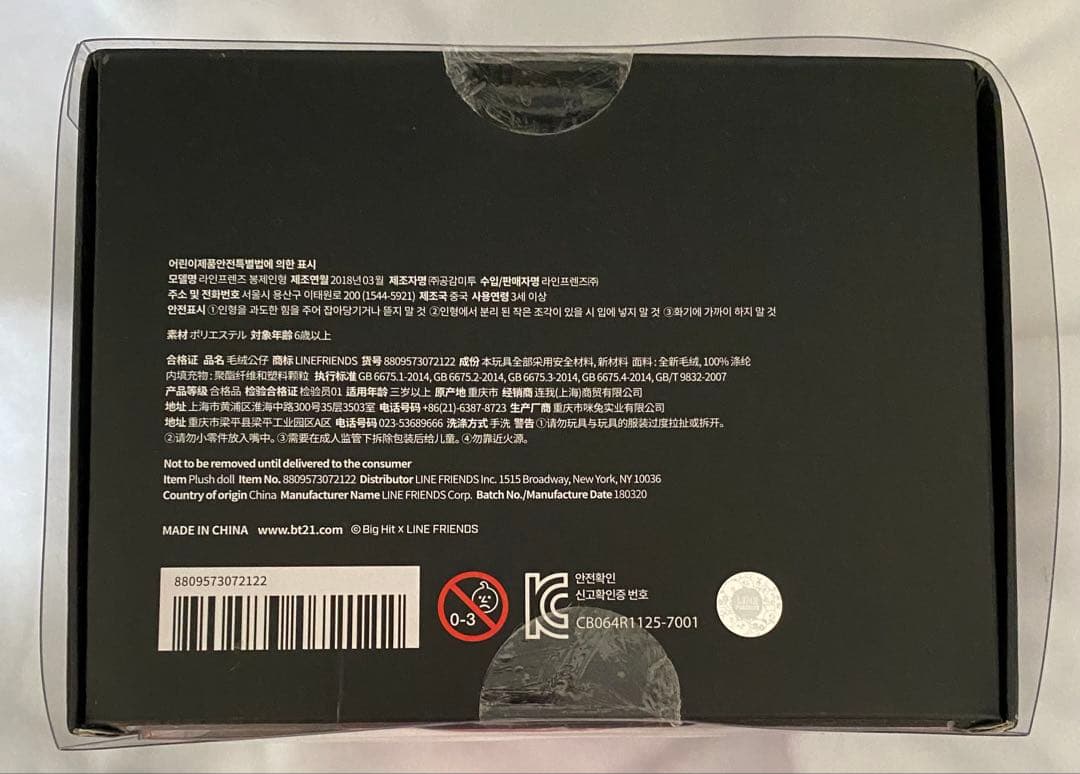 어린이제품안전특별법에 의한 표시
모델명 라인프렌즈 봉제인형 제조연월 2018년 03월 제조자명 ㈜공감미투 수입/판매자명 라인프렌즈㈜
주소 및 전화번호 서울시 용산구 이태원로 200 (1544-5921) 제조국 중국 사용연령 3세 이상
안전표시 ①인형을 과도한 힘을 주어 잡아당기거나 뜯지 말 것 ②인형에서 분리 된 작은 조각이 있을 시 입에 넣지 말 것 ③화기에 가까이 하지 말 것
素材 ポリエステル 対象年齢 6歳以上
合格证 品名 毛绒公仔 商标 LINEFRIENDS 货号 8809573072122 成份 本玩具全部采用安全材料, 新材料 面料 : 全新毛绒, 100% 涤纶
内填充物 : 聚酯纤维和塑料颗粒 执行标准 GB 6675.1-2014, GB 6675.2-2014, GB 6675.3-2014, GB 6675.4-2014, GB/T 9832-2007
产品等级 合格品 检验合格证 检验员01 适用年龄 三岁以上 原产地 重庆市 经销商 连我(上海)商贸有限公司
地址 上海市黄浦区淮海中路300号35层3503室 电话号码 +86(21)-6387-8723 生产厂商 重庆市咪兔实业有限公司
地址 重庆市梁平县梁平工业园区A区 电话号码 023-53689666 洗涤方式 手洗 警告 ①请勿玩具与玩具的服装过度拉扯或拆开。
②请勿小零件放入嘴中。③需要在成人监管下拆除包装后给儿童。④勿靠近火源。
Not to be removed until delivered to the consumer
Item Plush doll Item No. 8809573072122 Distributor LINE FRIENDS Inc. 1515 Broadway, New York, NY 10036
Country of origin China Manufacturer Name LINE FRIENDS Corp. Batch No./Manufacture Date 180320
MADE IN CHINA www.bt21.com © Big Hit x LINE FRIENDS
8809573072122
0-3
안전확인
신고확인증 번호
CB064R1125-7001
LINE FRIENDS